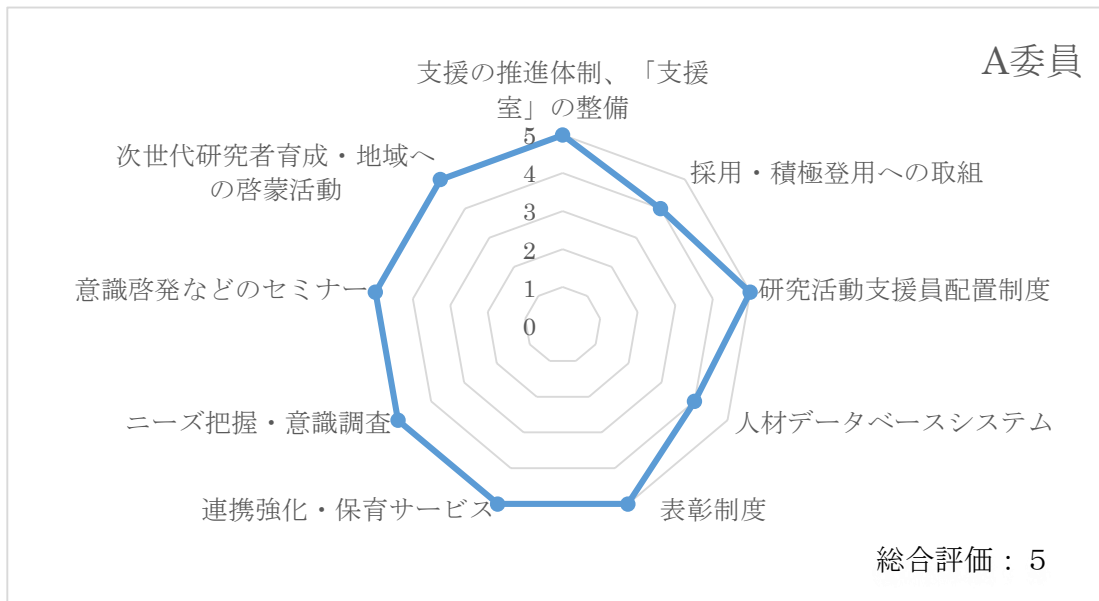 A委員
支援の推進体制、「支援
室」の整備
採用・積極登用への取組
研究活動支援員配置制度
人材データベースシステム
表彰制度
連携強化・保育サービス
ニーズ把握・意識調査
意識啓発などのセミナー
次世代研究者育成・地域へ
の啓蒙活動
5
4
3
2
1
0
総合評価：５